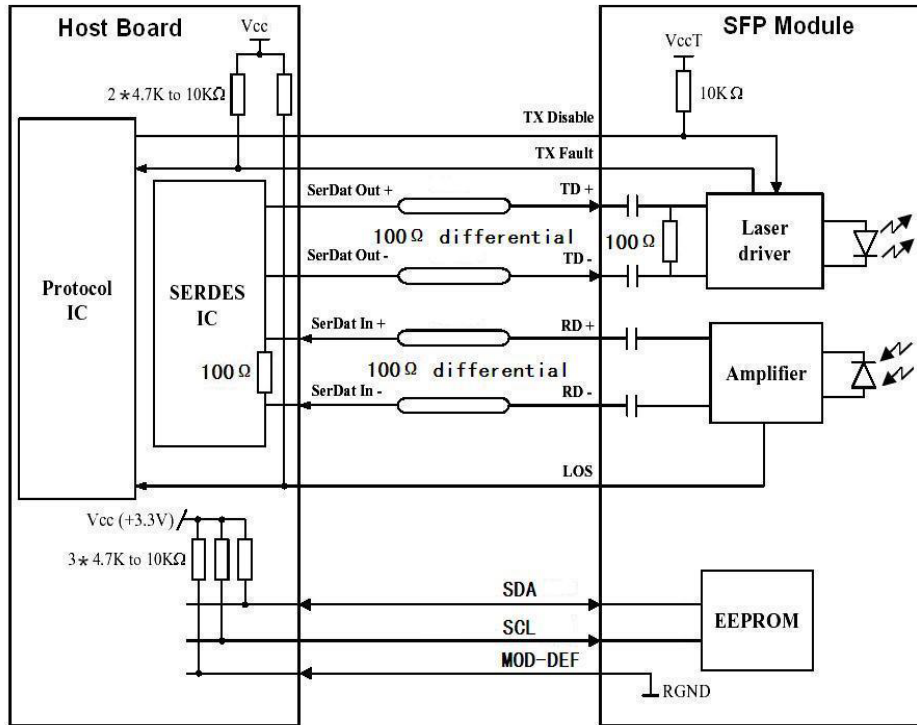 Host Board
SFP Module
Vcc
VccT
2*4.7K to 10KΩ
10KΩ
TX Disable
TX Fault
SerDat Out +
TD +
100Ω differential
100Ω
SerDat Out -
TD -
Laser
driver
Protocol
IC
SERDES
IC
SerDat In +
RD +
100Ω
100Ω differential
Amplifier
SerDat In -
RD -
LOS
Vcc (+3.3V)
3*4.7K to 10KΩ
SDA
SCL
MOD-DEF
EEPROM
RGND